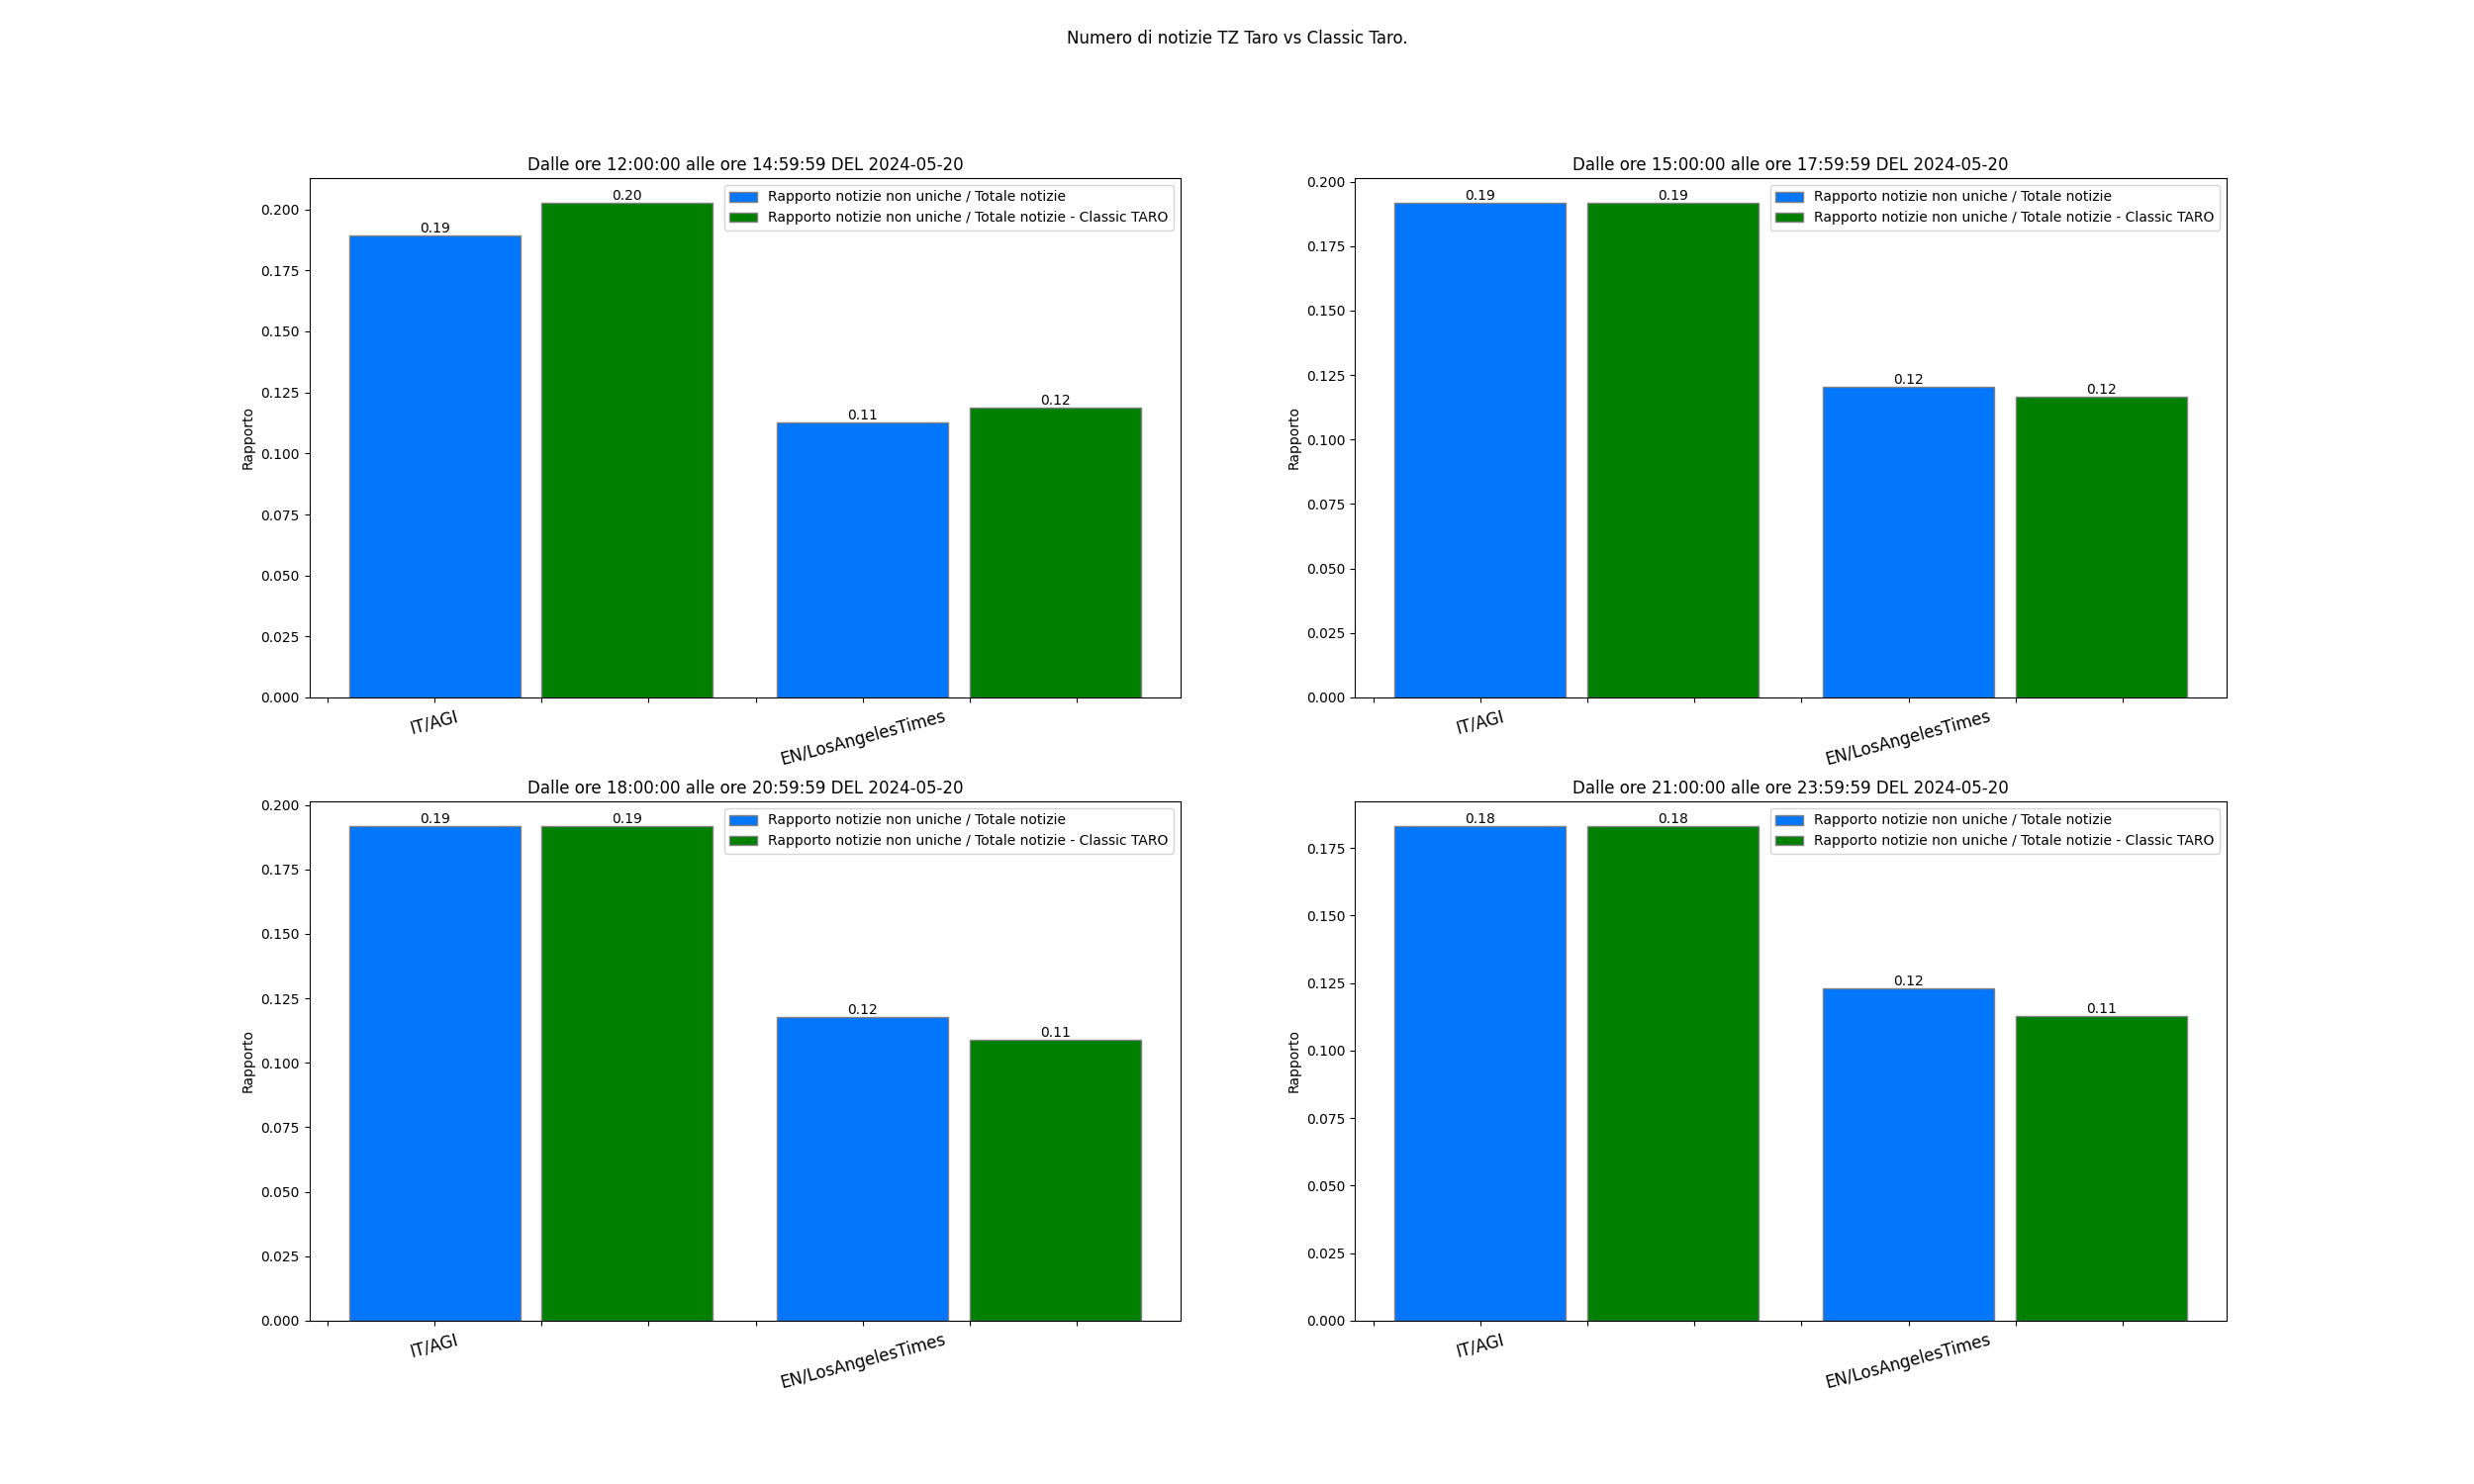 Numero di notizie TZ Taro vs Classic Taro.
Dalle ore 12:00:00 alle ore 14:59:59 DEL 2024-05-20
Rapporto notizie non uniche / Totale notizie
Rapporto notizie non uniche / Totale notizie - Classic TARO
0.19
0.20
0.11
0.12
0.200
0.175
0.150
0.125
0.100
0.075
0.050
0.025
0.000
Rapporto
IT/AGI
EN/LosAngelesTimes
Dalle ore 15:00:00 alle ore 17:59:59 DEL 2024-05-20
Rapporto notizie non uniche / Totale notizie
Rapporto notizie non uniche / Totale notizie - Classic TARO
0.19
0.19
0.12
0.12
0.200
0.175
0.150
0.125
0.100
0.075
0.050
0.025
0.000
Rapporto
IT/AGI
EN/LosAngelesTimes
Dalle ore 18:00:00 alle ore 20:59:59 DEL 2024-05-20
Rapporto notizie non uniche / Totale notizie
Rapporto notizie non uniche / Totale notizie - Classic TARO
0.19
0.19
0.12
0.11
0.200
0.175
0.150
0.125
0.100
0.075
0.050
0.025
0.000
Rapporto
IT/AGI
EN/LosAngelesTimes
Dalle ore 21:00:00 alle ore 23:59:59 DEL 2024-05-20
Rapporto notizie non uniche / Totale notizie
Rapporto notizie non uniche / Totale notizie - Classic TARO
0.18
0.18
0.12
0.11
0.175
0.150
0.125
0.100
0.075
0.050
0.025
0.000
Rapporto
IT/AGI
EN/LosAngelesTimes